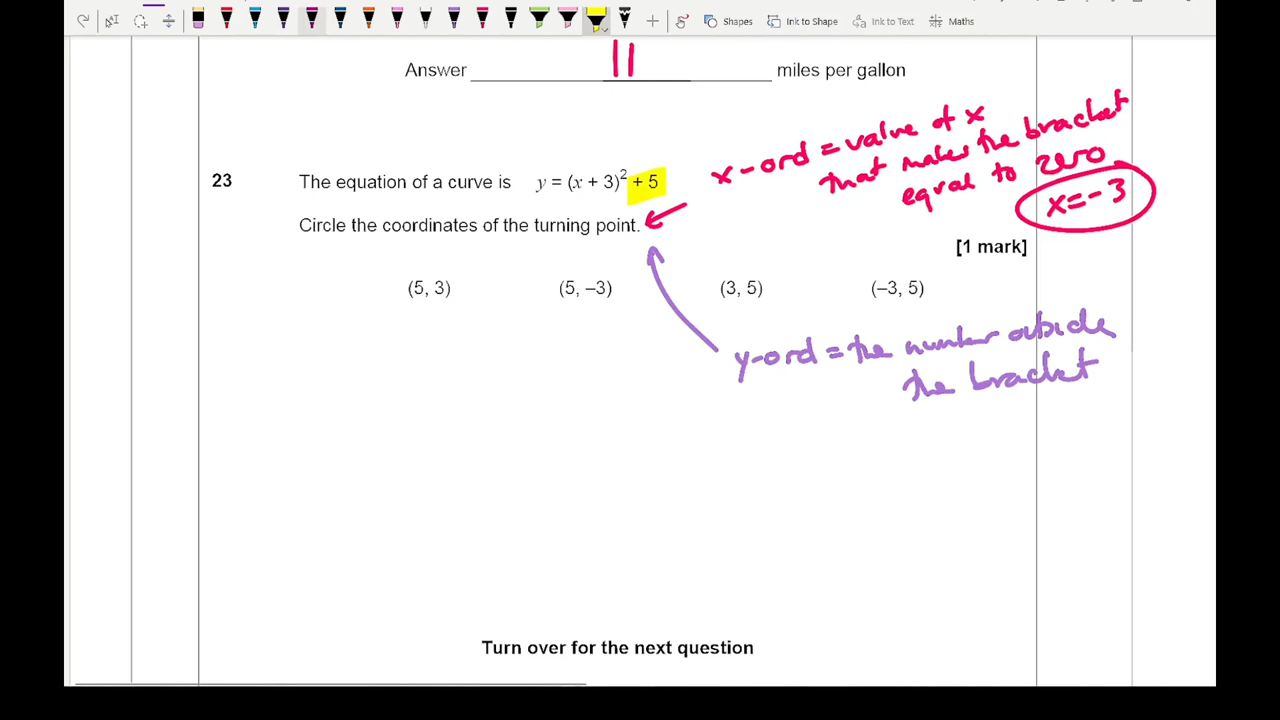 Shapes Ink to Shape Ink to Text Maths
Answer 11 miles per gallon
x-ord = value of x
that makes the bracket
equal to zero
x = -3
23 The equation of a curve is y = (x + 3)² + 5
Circle the coordinates of the turning point.
[1 mark]
(5, 3) (5, –3) (3, 5) (–3, 5)
y-ord = the number outside
the bracket
Turn over for the next question